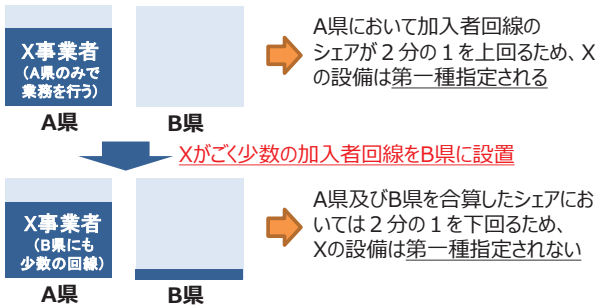 X事業者
（A県のみで
業務を行う）
A県
B県
A県において加入者回線の
シェアが２分の１を上回るため、X
の設備は第一種指定される
Xがごく少数の加入者回線をB県に設置
X事業者
（B県にも
少数の回線）
A県
B県
A県及びB県を合算したシェアにお
いては２分の１を下回るため、
Xの設備は第一種指定されない